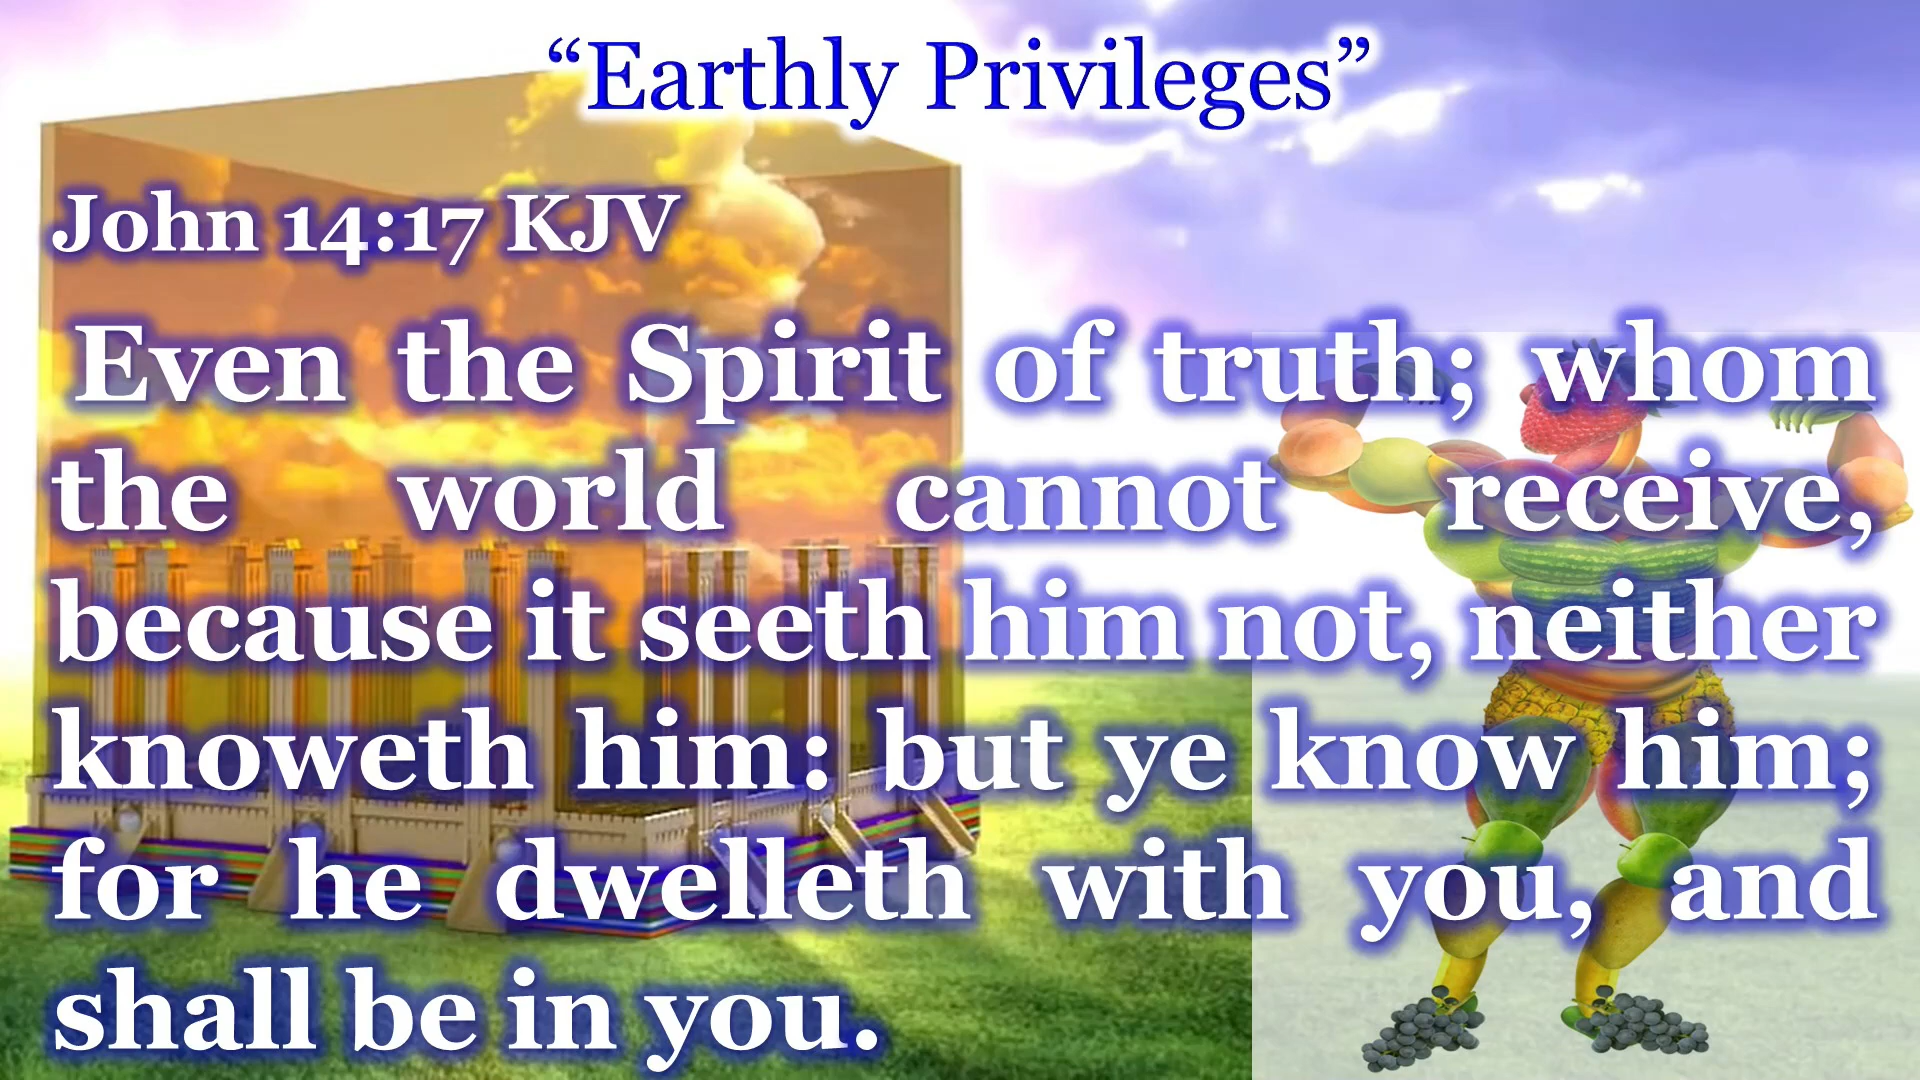 “Earthly Privileges”
John 14:17 KJV
Even the Spirit of truth; whom
the world cannot receive,
because it seeth him not, neither
knoweth him: but ye know him;
for he dwelleth with you, and
shall be in you.